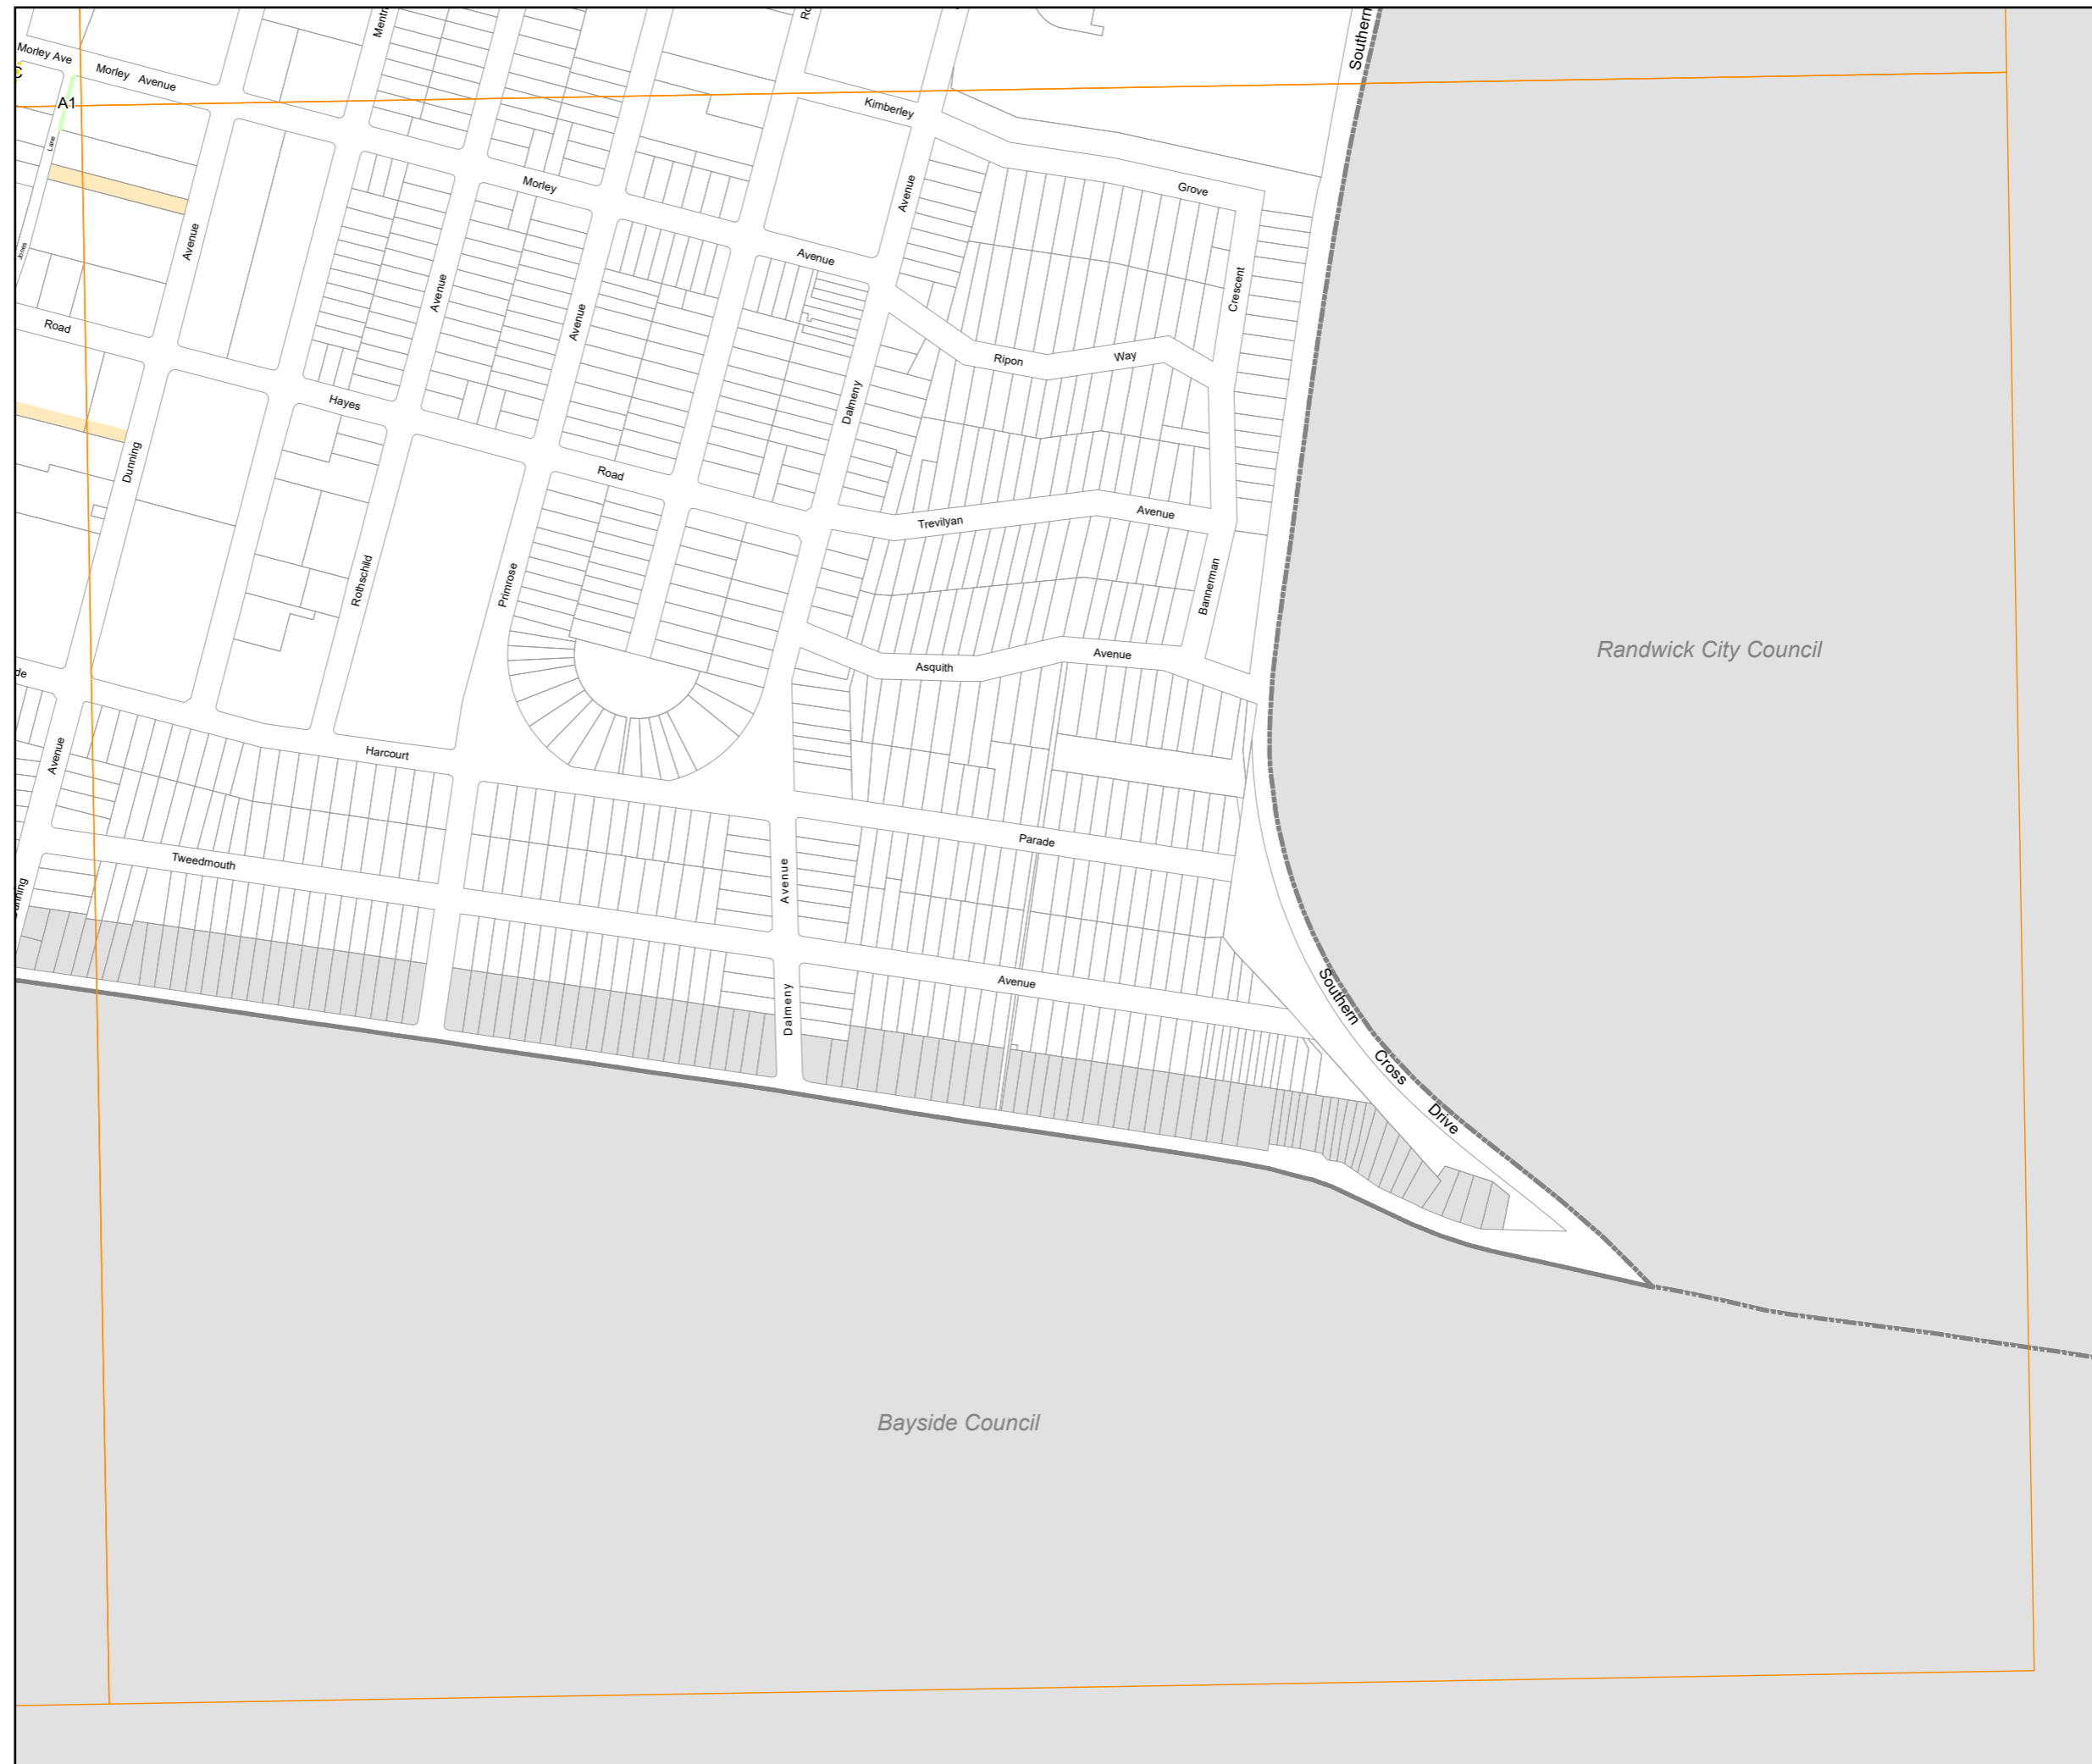 Southern
Morley Ave
Morley Avenue
A1
Kimberley
Lane
Morley
Grove
Avenue
Avenue
Avenue
Jones
Avenue
Avenue
Crescent
Road
Ripon
Way
Hayes
Dalmeny
Dunning
Road
Trevilyan
Avenue
Rothschild
Primrose
Bannerman
Randwick City Council
Asquith
Avenue
Avenue
Harcourt
Parade
Tweedmouth
Avenue
Avenue
Dalmeny
Southern
Cross
Drive
Bayside Council